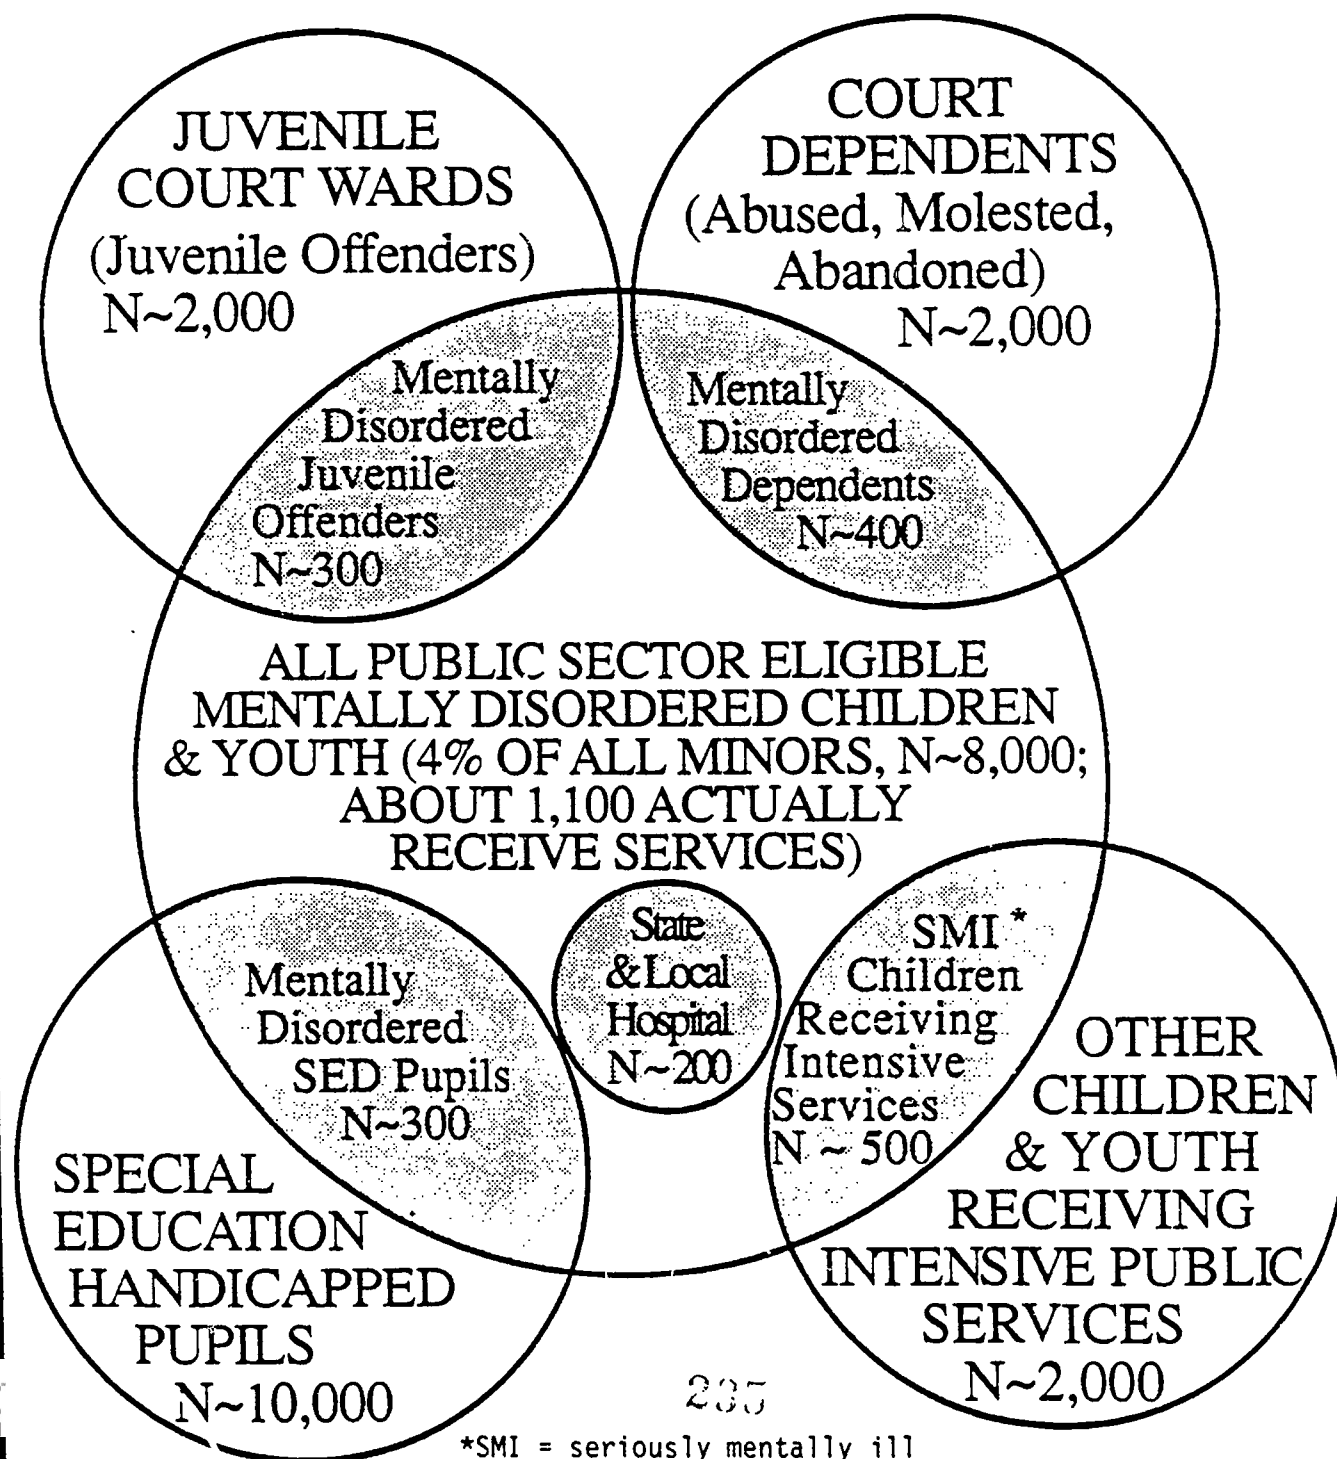 JUVENILE
COURT WARDS
(Juvenile Offenders)
N~2,000
COURT
DEPENDENTS
(Abused, Molested,
Abandoned)
N~2,000
Mentally
Disordered
Juvenile
Offenders
N~300
Mentally
Disordered
Dependents
N~400
ALL PUBLIC SECTOR ELIGIBLE
MENTALLY DISORDERED CHILDREN
& YOUTH (4% OF ALL MINORS, N~8,000;
ABOUT 1,100 ACTUALLY
RECEIVE SERVICES)
Mentally
Disordered
SED Pupils
N~300
State
& Local
Hospital
N~200
SMI *
Children
Receiving
Intensive
Services
N ~ 500
SPECIAL
EDUCATION
HANDICAPPED
PUPILS
N~10,000
OTHER
CHILDREN
& YOUTH
RECEIVING
INTENSIVE PUBLIC
SERVICES
N~2,000
235
*SMI = seriously mentally ill